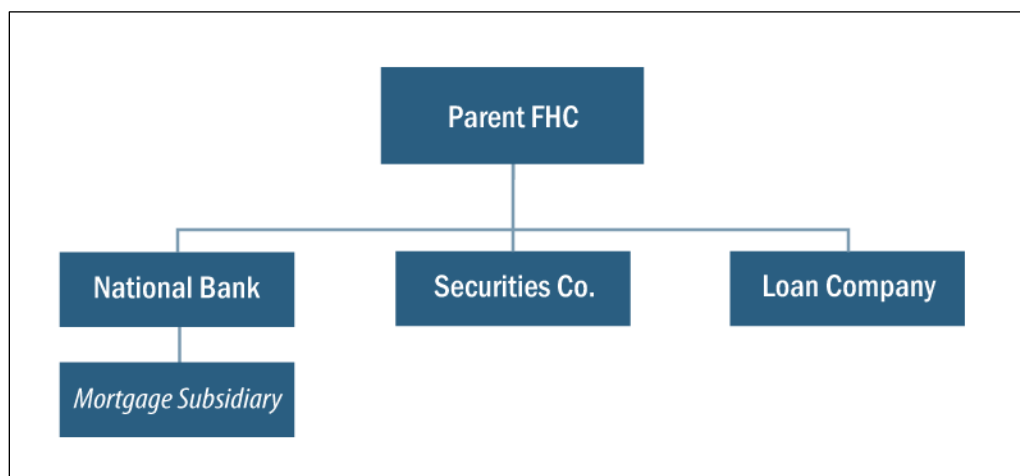 Parent FHC
National Bank
Securities Co.
Loan Company
Mortgage Subsidiary